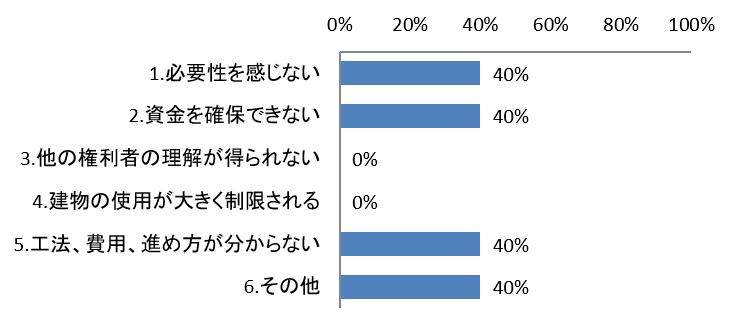 0% 20% 40% 60% 80% 100%
1.必要性を感じない 40%
2.資金を確保できない 40%
3.他の権利者の理解が得られない 0%
4.建物の使用が大きく制限される 0%
5.工法、費用、進め方が分からない 40%
6.その他 40%